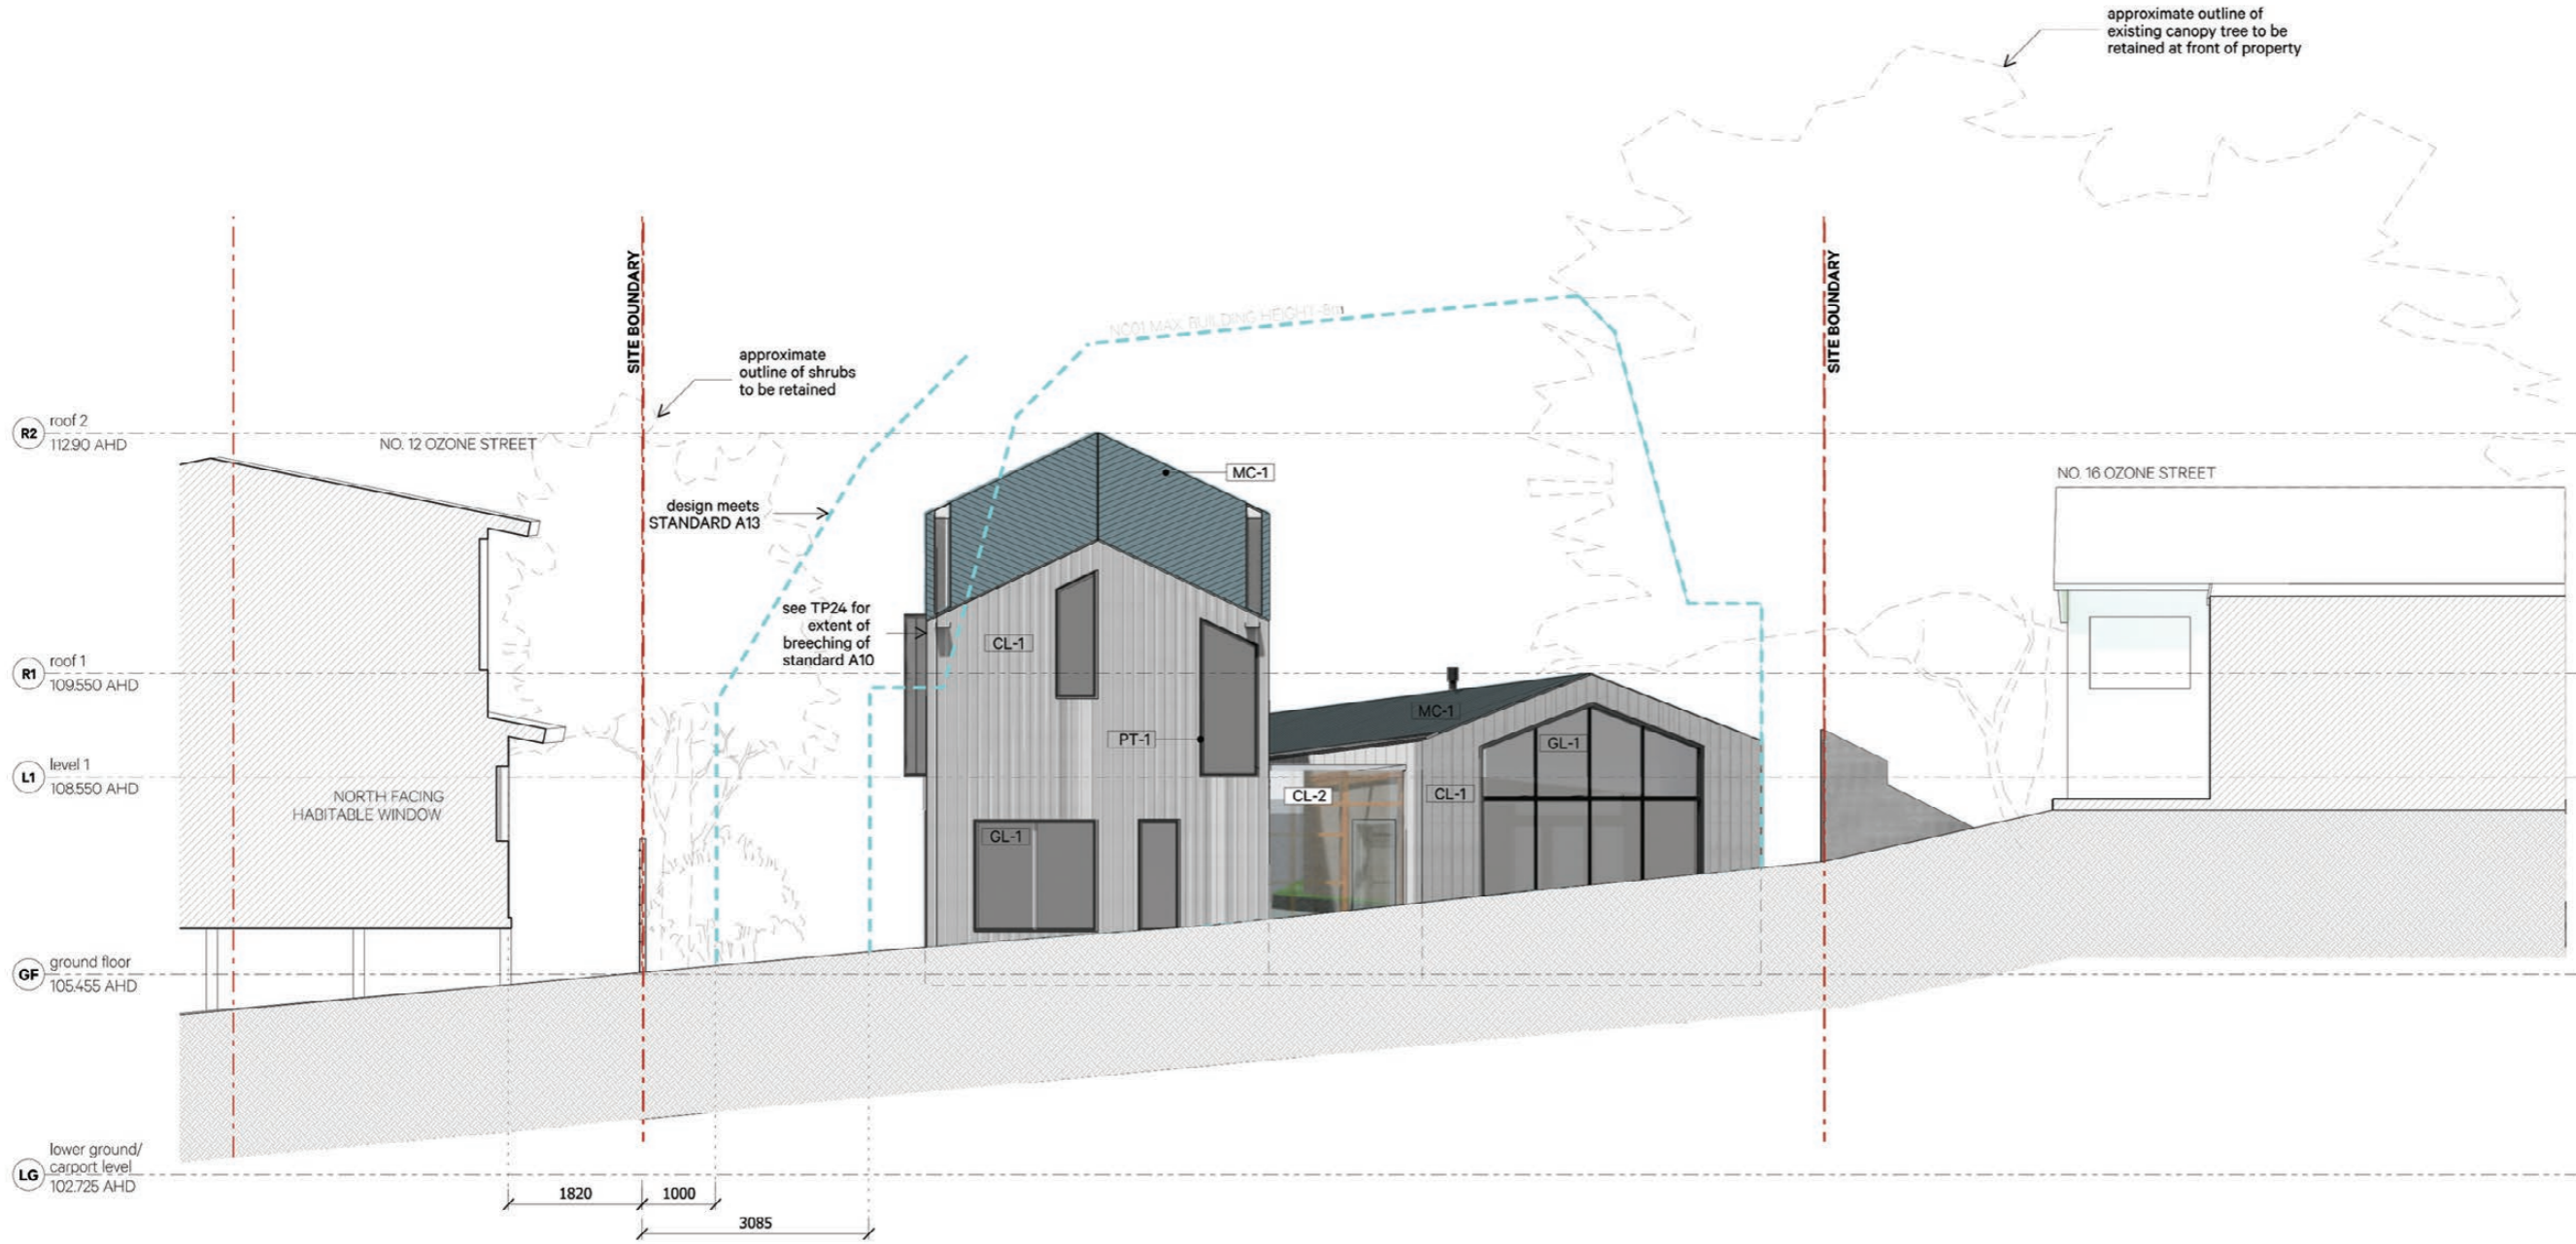 approximate outline of
existing canopy tree to be
retained at front of property
SITE BOUNDARY
SITE BOUNDARY
NC01 MAX. BUILDING HEIGHT-8m
approximate
outline of shrubs
to be retained
R2
roof 2
112.90 AHD
NO. 12 OZONE STREET
MC-1
NO. 16 OZONE STREET
design meets
STANDARD A13
see TP24 for
extent of
breeching of
standard A10
CL-1
R1
roof 1
109.550 AHD
MC-1
PT-1
GL-1
L1
level 1
108.550 AHD
NORTH FACING
HABITABLE WINDOW
CL-2
CL-1
GL-1
GF
ground floor
105.455 AHD
LG
lower ground/
carport level
102.725 AHD
1820
1000
3085